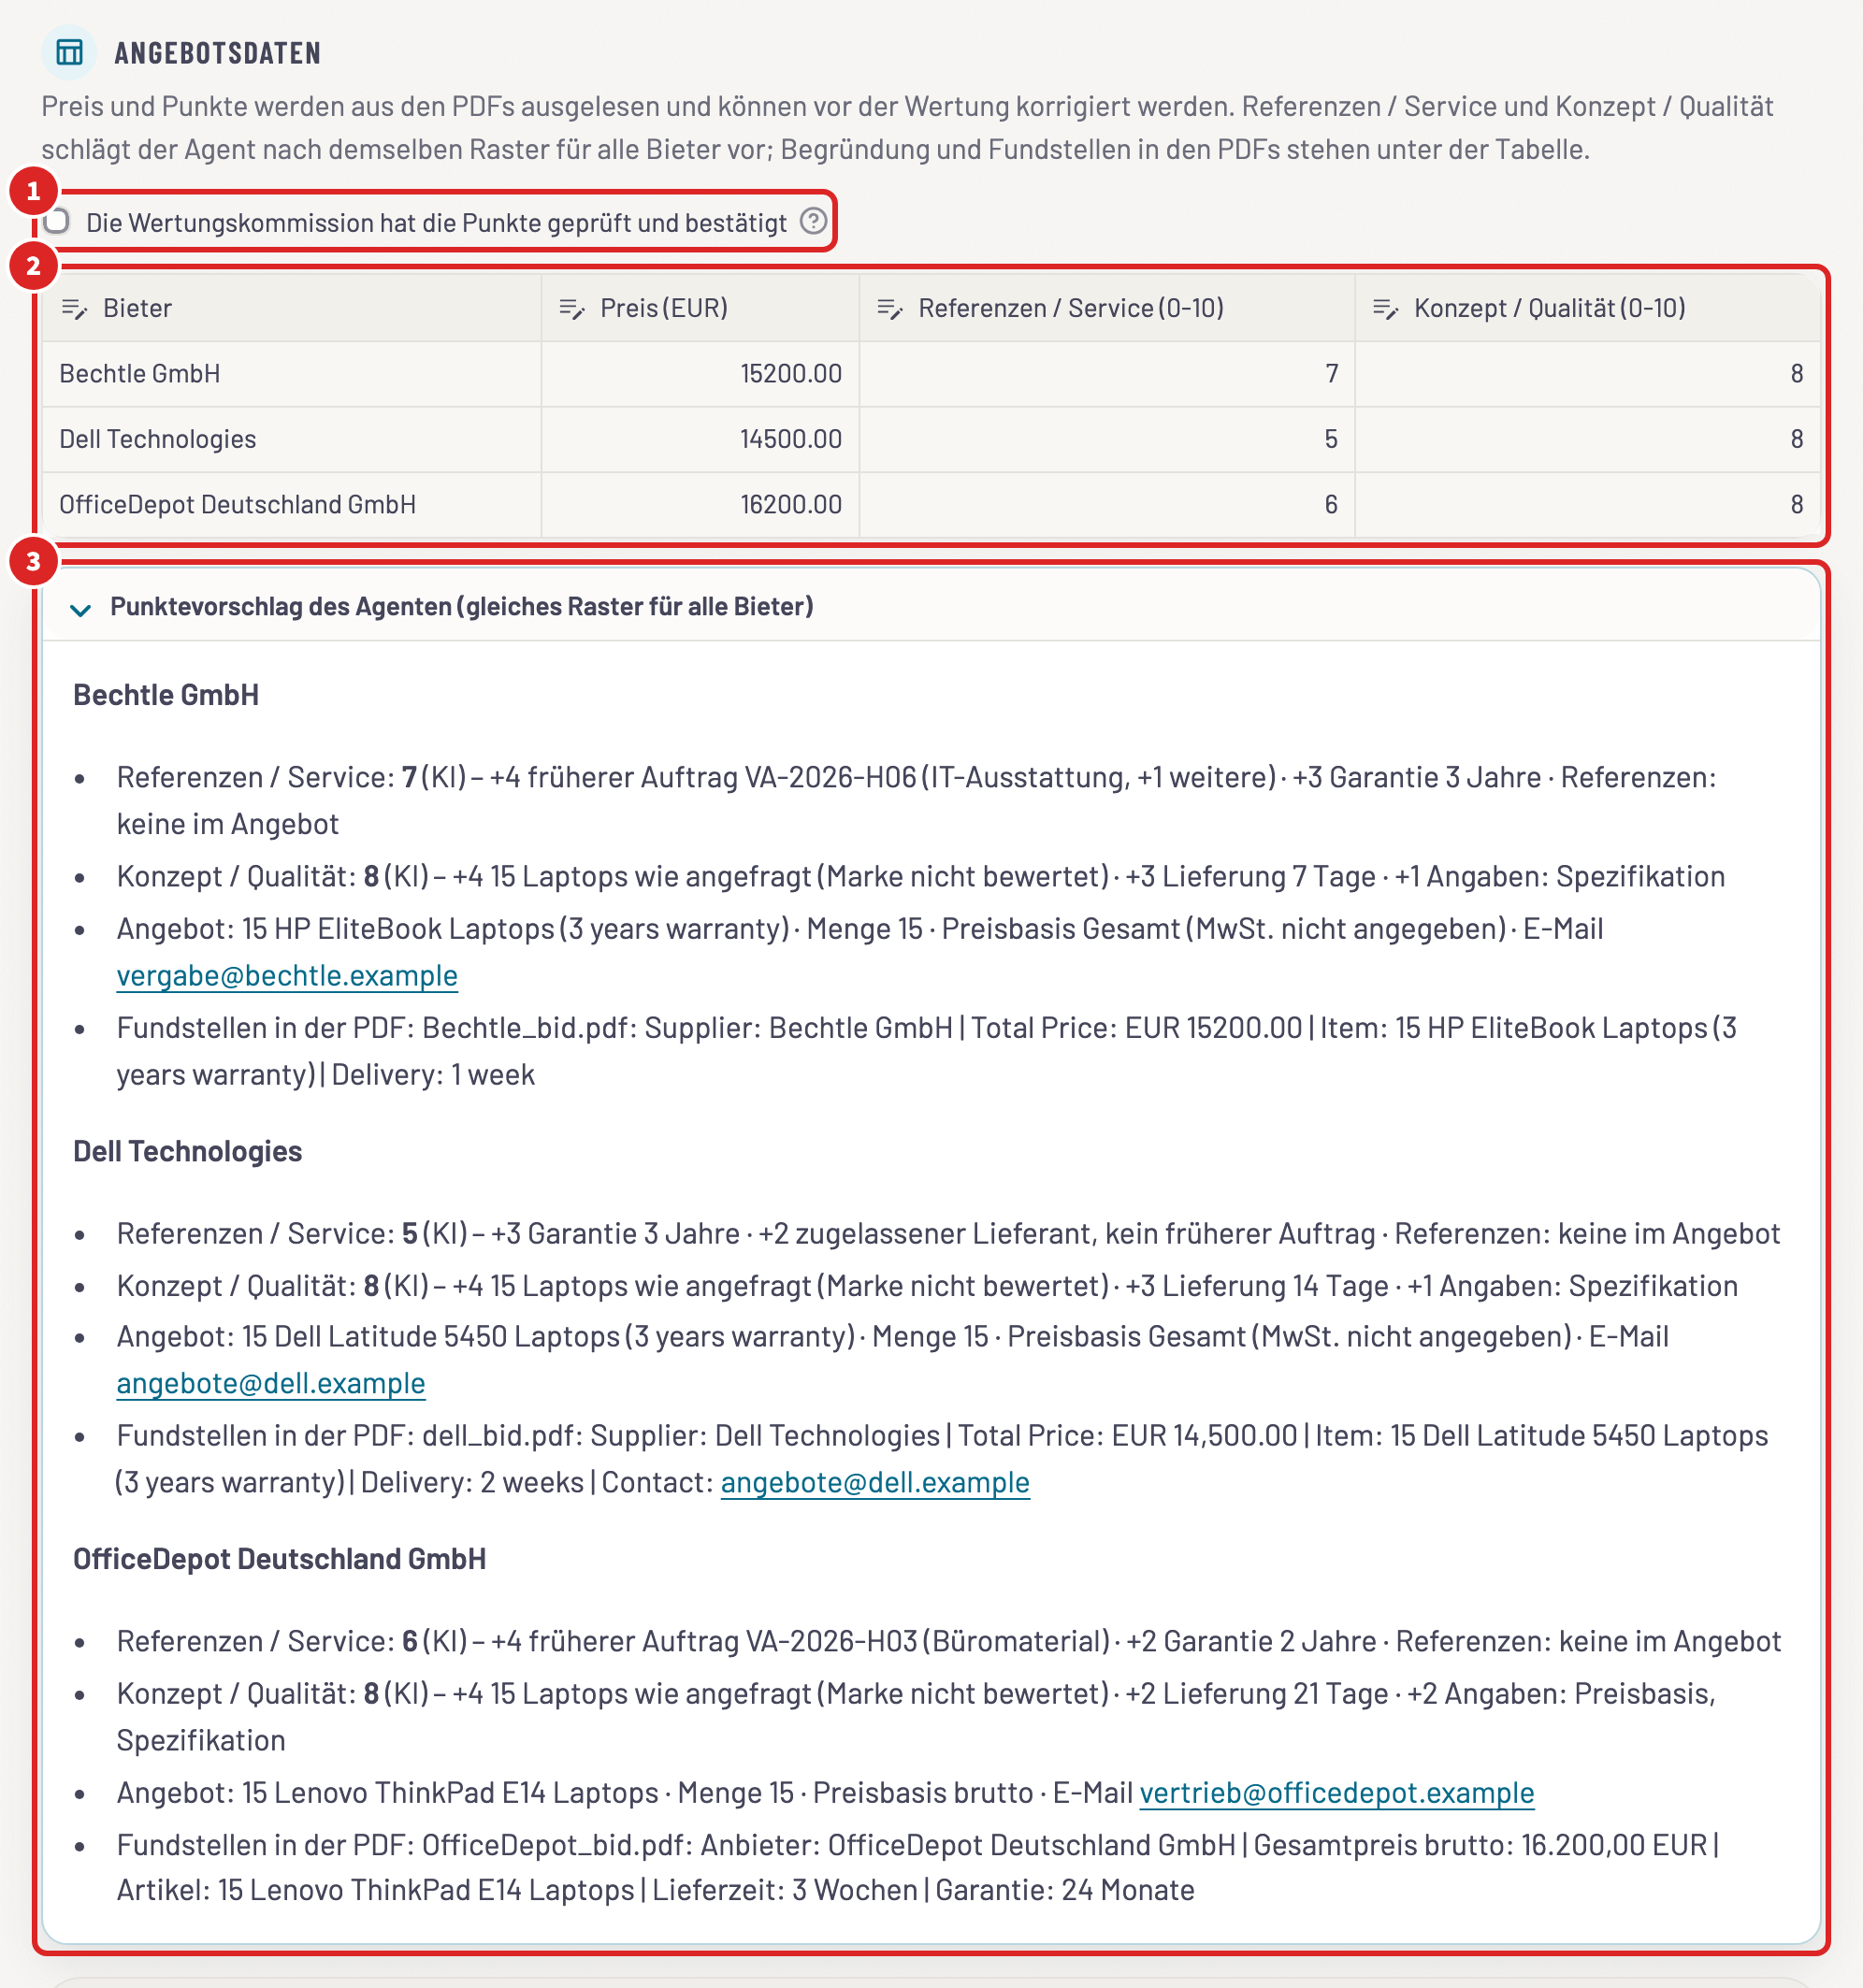 ANGEBOTSDATEN
Preis und Punkte werden aus den PDFs ausgelesen und können vor der Wertung korrigiert werden. Referenzen / Service und Konzept / Qualität
schlägt der Agent nach demselben Raster für alle Bieter vor; Begründung und Fundstellen in den PDFs stehen unter der Tabelle.
1
Die Wertungskommission hat die Punkte geprüft und bestätigt ?
2
Bieter Preis (EUR) Referenzen / Service (0-10) Konzept / Qualität (0-10)
Bechtle GmbH 15200.00 7 8
Dell Technologies 14500.00 5 8
OfficeDepot Deutschland GmbH 16200.00 6 8
3
Punktevorschlag des Agenten (gleiches Raster für alle Bieter)
Bechtle GmbH
• Referenzen / Service: 7 (KI) – +4 früherer Auftrag VA-2026-H06 (IT-Ausstattung, +1 weitere) · +3 Garantie 3 Jahre · Referenzen:
keine im Angebot
• Konzept / Qualität: 8 (KI) – +4 15 Laptops wie angefragt (Marke nicht bewertet) · +3 Lieferung 7 Tage · +1 Angaben: Spezifikation
• Angebot: 15 HP EliteBook Laptops (3 years warranty) · Menge 15 · Preisbasis Gesamt (MwSt. nicht angegeben) · E-Mail
vergabe@bechtle.example
• Fundstellen in der PDF: Bechtle_bid.pdf: Supplier: Bechtle GmbH | Total Price: EUR 15200.00 | Item: 15 HP EliteBook Laptops (3
years warranty) | Delivery: 1 week
Dell Technologies
• Referenzen / Service: 5 (KI) – +3 Garantie 3 Jahre · +2 zugelassener Lieferant, kein früherer Auftrag · Referenzen: keine im Angebot
• Konzept / Qualität: 8 (KI) – +4 15 Laptops wie angefragt (Marke nicht bewertet) · +3 Lieferung 14 Tage · +1 Angaben: Spezifikation
• Angebot: 15 Dell Latitude 5450 Laptops (3 years warranty) · Menge 15 · Preisbasis Gesamt (MwSt. nicht angegeben) · E-Mail
angebote@dell.example
• Fundstellen in der PDF: dell_bid.pdf: Supplier: Dell Technologies | Total Price: EUR 14,500.00 | Item: 15 Dell Latitude 5450 Laptops
(3 years warranty) | Delivery: 2 weeks | Contact: angebote@dell.example
OfficeDepot Deutschland GmbH
• Referenzen / Service: 6 (KI) – +4 früherer Auftrag VA-2026-H03 (Büromaterial) · +2 Garantie 2 Jahre · Referenzen: keine im Angebot
• Konzept / Qualität: 8 (KI) – +4 15 Laptops wie angefragt (Marke nicht bewertet) · +2 Lieferung 21 Tage · +2 Angaben: Preisbasis,
Spezifikation
• Angebot: 15 Lenovo ThinkPad E14 Laptops · Menge 15 · Preisbasis brutto · E-Mail vertrieb@officedepot.example
• Fundstellen in der PDF: OfficeDepot_bid.pdf: Anbieter: OfficeDepot Deutschland GmbH | Gesamtpreis brutto: 16.200,00 EUR |
Artikel: 15 Lenovo ThinkPad E14 Laptops | Lieferzeit: 3 Wochen | Garantie: 24 Monate